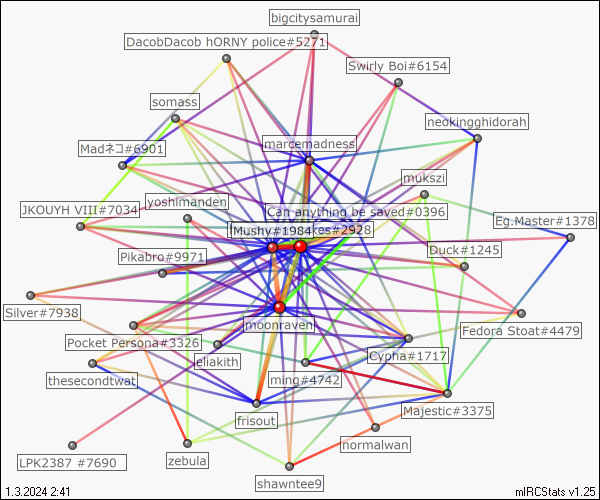 bigcitysamurai
DacobDacob hORNY police#5271
Swirly Boi#6154
somass
neokingghidorah
marcemadness
Madネコ#6901
mukszi
yoshimanden
JKOUYH VIII#7034
Can anything be saved#0396
Eg.Master#1378
Mushy#1984
kes#2928
Duck#1245
Pikabro#9971
Silver#7938
moonraven
Fedora Stoat#4479
Pocket Persona#3326
Cypha#1717
eliakith
thesecondtwat
ming#4742
Majestic#3375
frisout
normalwan
LPK2387 #7690
zebula
shawntee9
1.3.2024 2:41
mIRCStats v1.25